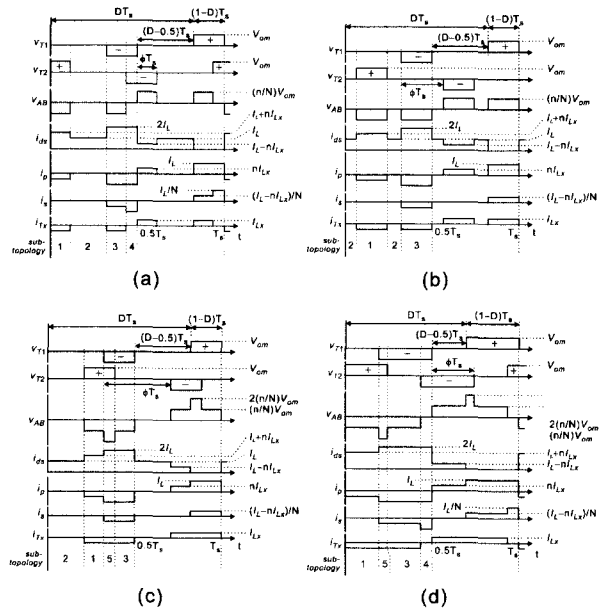 DTs (1-D)Ts
(D-0.5)Ts
vT1 − + Vom
vT2 + φTs − + Vom
vAB (n/N)Vom
IL+nILx
ids 2IL IL
IL-nILx
ip IL nILx
is IL/N (IL-nILx)/N
iTx ILx
0.5Ts Ts t
sub-topology 1 2 3 4
(a)
DTs (1-D)Ts
(D-0.5)Ts
vT1 − + Vom
vT2 + φTs − Vom
vAB (n/N)Vom
IL+nILx
ids 2IL IL
IL-nILx
ip IL nILx
is (IL-nILx)/N
iTx ILx
0.5Ts Ts t
sub-topology 2 1 2 3
(b)
DTs (1-D)Ts
(D-0.5)Ts
vT1 − + Vom
vT2 + φTs − Vom
vAB 2(n/N)Vom
(n/N)Vom
IL+nILx
ids 2IL IL
IL-nILx
ip IL nILx
is (IL-nILx)/N
iTx ILx
0.5Ts Ts t
sub-topology 2 1 5 3
(c)
DTs (1-D)Ts
(D-0.5)Ts
vT1 − + Vom
vT2 + φTs − + Vom
vAB 2(n/N)Vom
(n/N)Vom
ids 2IL IL+nILx
IL-nILx
ip IL nILx
is IL/N (IL-nILx)/N
iTx ILx
0.5Ts Ts t
sub-topology 1 5 3 4
(d)